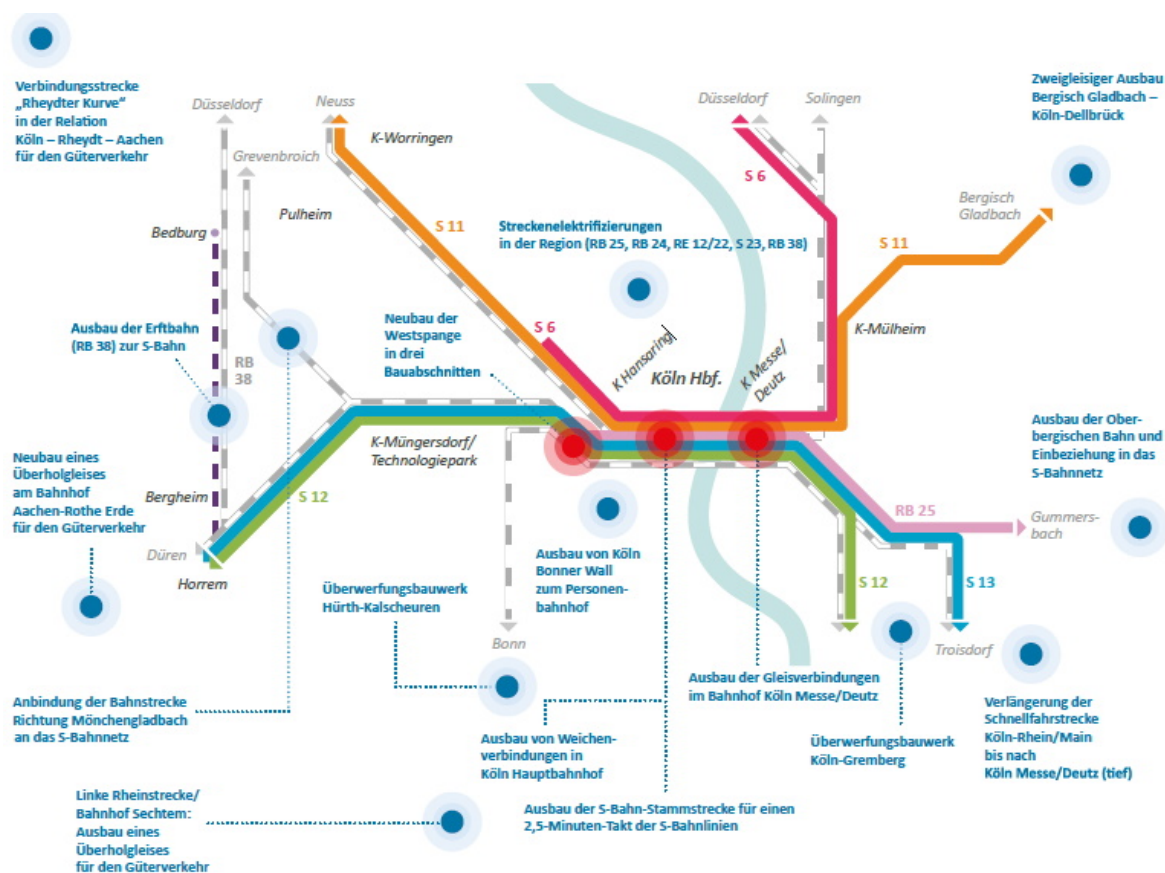 Verbindungsstrecke
„Rheydter Kurve"
in der Relation
Köln – Rheydt – Aachen
für den Güterverkehr
Düsseldorf
Neuss
K-Worringen
Grevenbroich
Pulheim
Bedburg
S 11
Düsseldorf
Solingen
S 6
Zweigleisiger Ausbau
Bergisch Gladbach –
Köln-Dellbrück
Bergisch
Gladbach
S 11
Streckenelektrifizierungen
in der Region (RB 25, RB 24, RE 12/22, S 23, RB 38)
Ausbau der Erftbahn
(RB 38) zur S-Bahn
RB
38
Neubau der
Westspange
in drei
Bauabschnitten
S 6
K Hansaring
Köln Hbf.
K Messe/
Deutz
K-Mülheim
Neubau eines
Überholgleises
am Bahnhof
Aachen-Rothe Erde
für den Güterverkehr
Bergheim
Düren
Horrem
S 12
K-Müngersdorf/
Technologiepark
Ausbau der Ober-
bergischen Bahn und
Einbeziehung in das
S-Bahnnetz
RB 25
Gummers-
bach
Ausbau von Köln
Bonner Wall
zum Personen-
bahnhof
S 12
S 13
Troisdorf
Überwerfungsbauwerk
Hürth-Kalscheuren
Bonn
Ausbau der Gleisverbindungen
im Bahnhof Köln Messe/Deutz
Anbindung der Bahnstrecke
Richtung Mönchengladbach
an das S-Bahnnetz
Ausbau von Weichen-
verbindungen in
Köln Hauptbahnhof
Überwerfungsbauwerk
Köln-Gremberg
Verlängerung der
Schnellfahrstrecke
Köln-Rhein/Main
bis nach
Köln Messe/Deutz (tief)
Linke Rheinstrecke/
Bahnhof Sechtem:
Ausbau eines
Überholgleises
für den Güterverkehr
Ausbau der S-Bahn-Stammstrecke für einen
2,5-Minuten-Takt der S-Bahnlinien